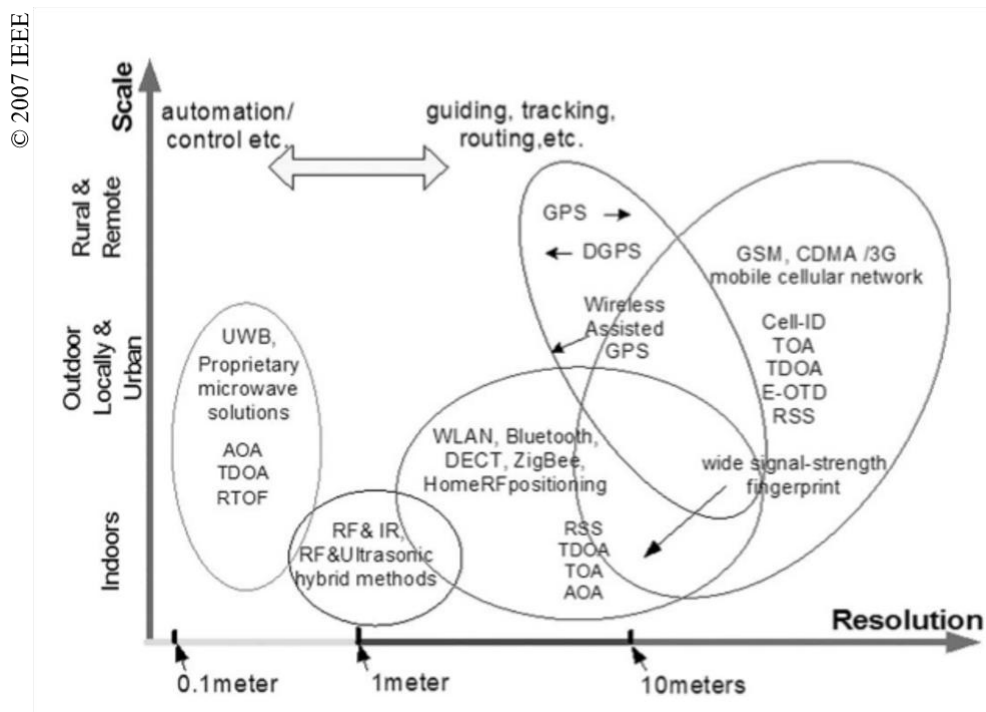 © 2007 IEEE
Scale
automation/
control etc.
guiding, tracking,
routing,etc.
Rural &
Remote
GPS
DGPS
GSM, CDMA /3G
mobile cellular network
Wireless
Assisted
GPS
Cell-ID
TOA
TDOA
E-OTD
RSS
Outdoor
Locally &
Urban
UWB,
Proprietary
microwave
solutions
AOA
TDOA
RTOF
WLAN, Bluetooth,
DECT, ZigBee,
HomeRFpositioning
wide signal-strength
fingerprint
RSS
TDOA
TOA
AOA
Indoors
RF& IR,
RF&Ultrasonic
hybrid methods
Resolution
0.1meter
1meter
10meters